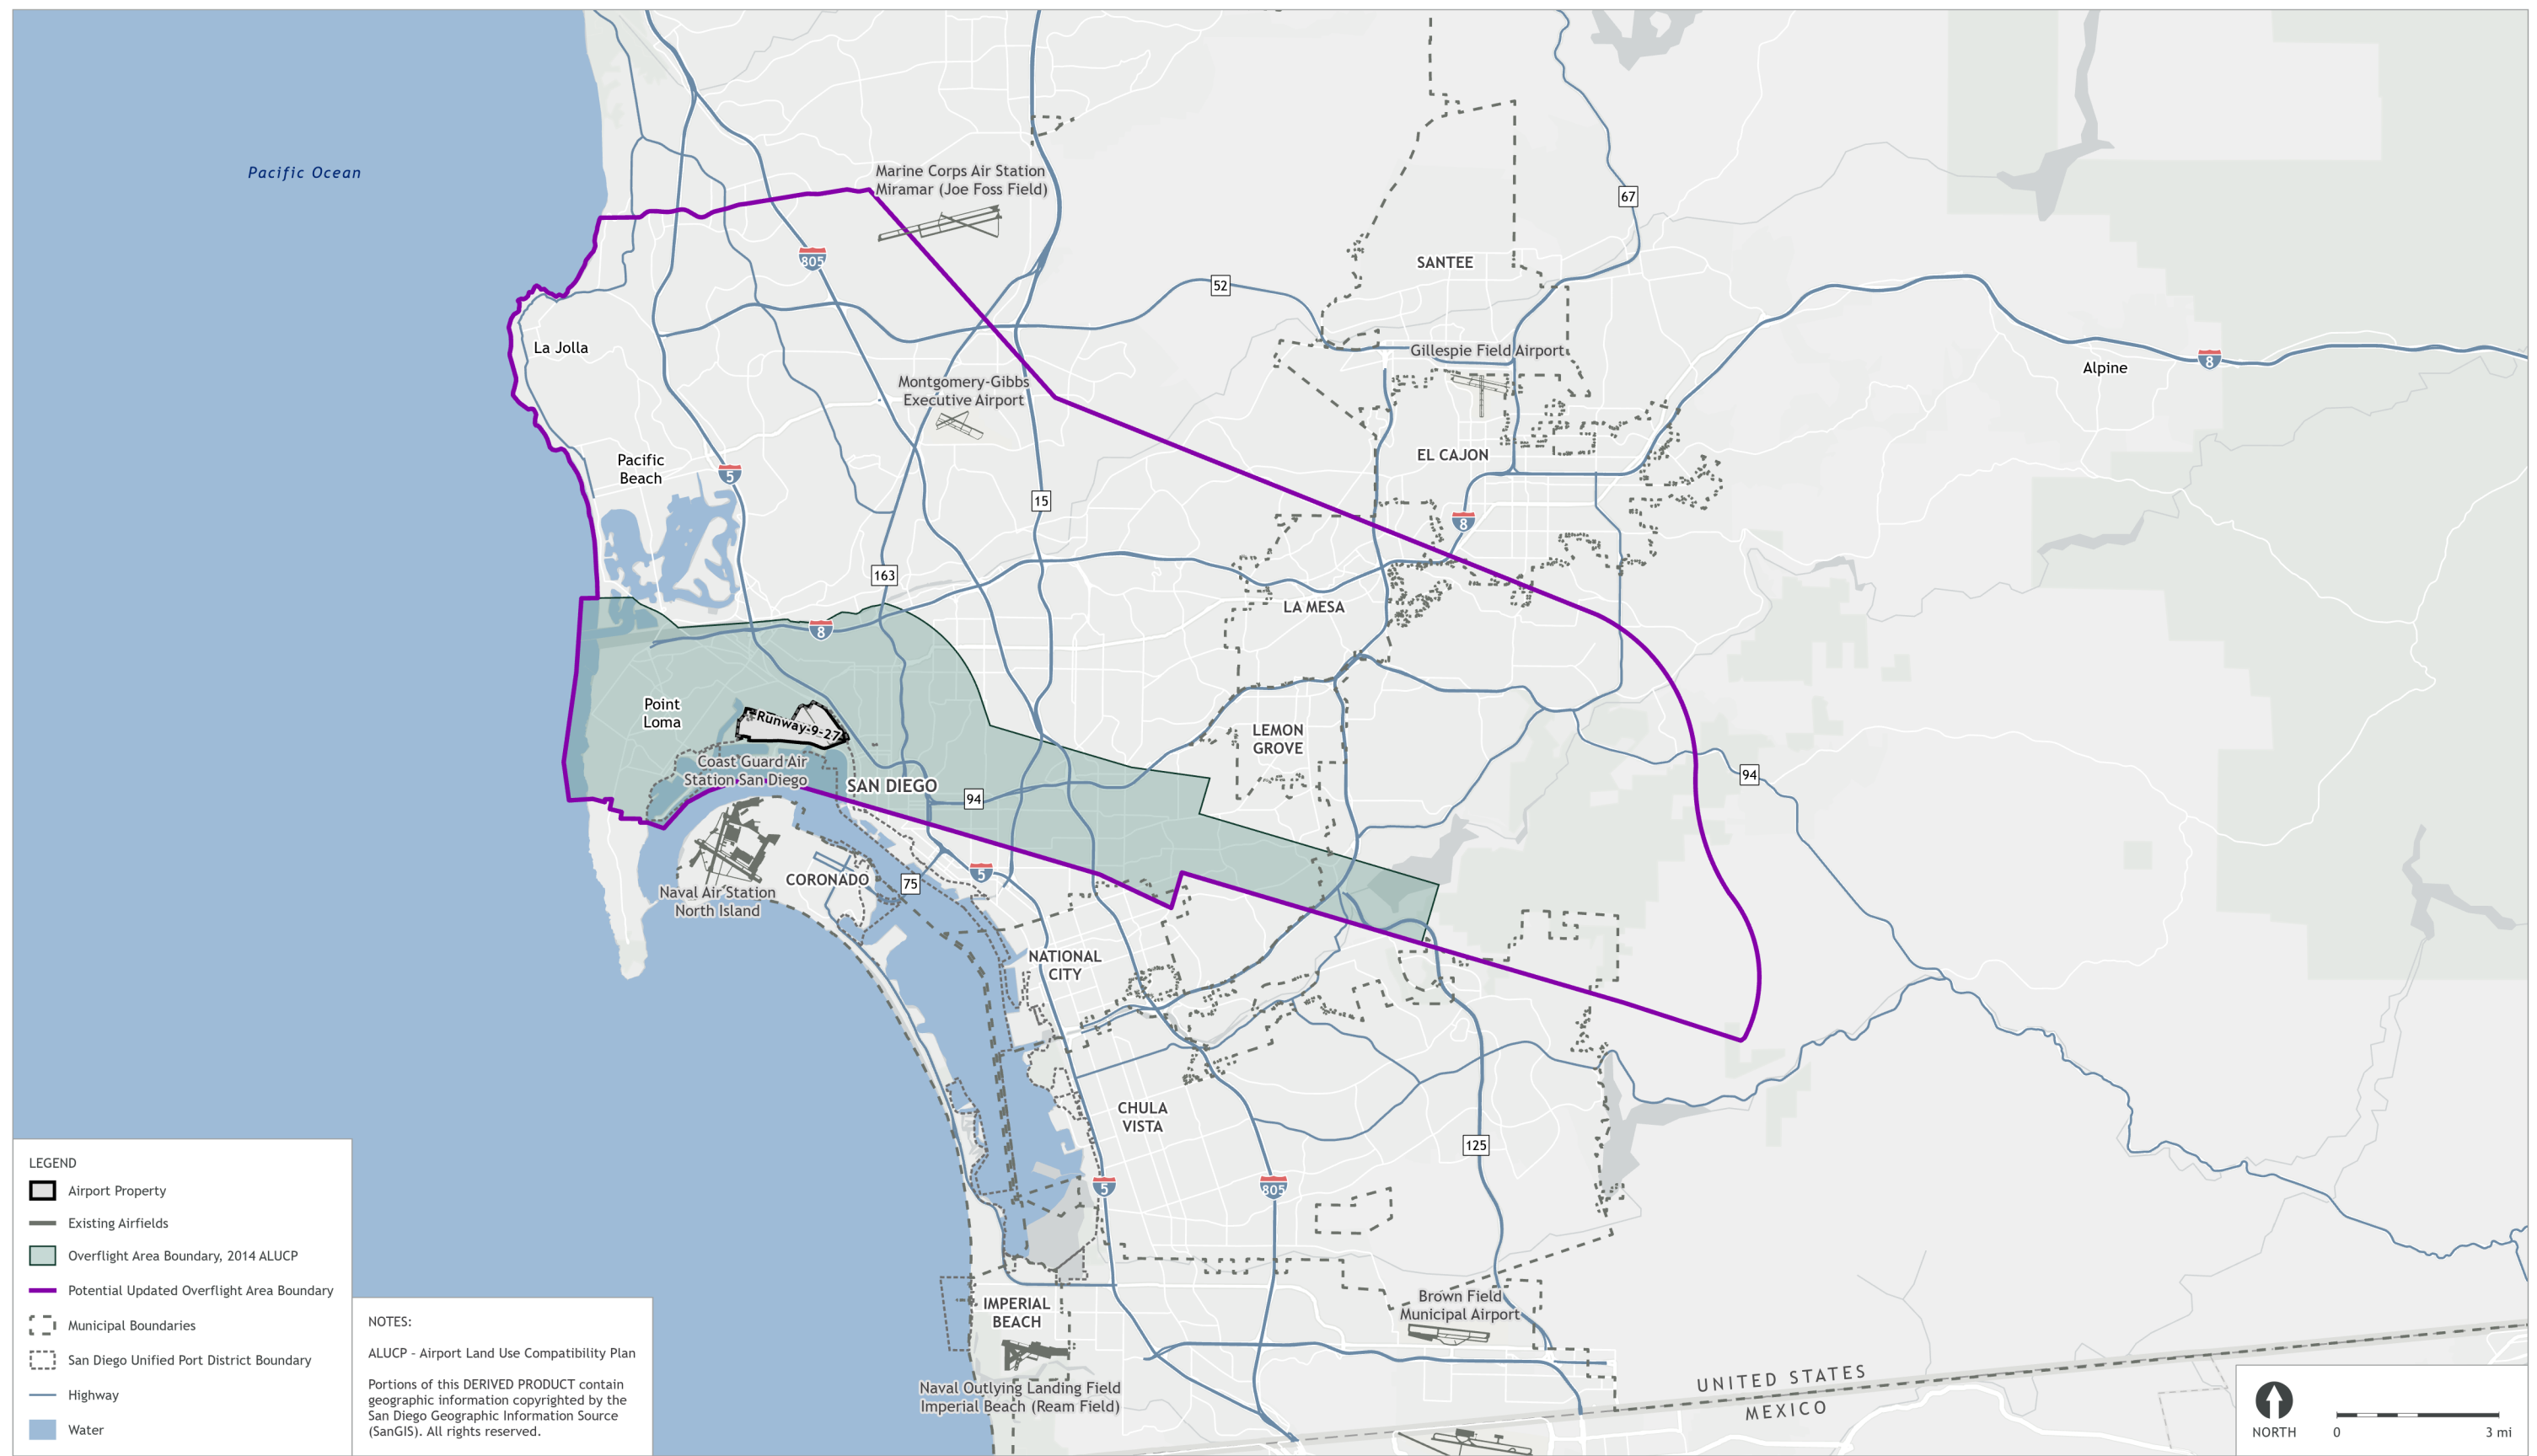 Pacific Ocean
Marine Corps Air Station
Miramar (Joe Foss Field)
67
805
SANTEE
52
La Jolla
Gillespie Field Airport
8
Alpine
Montgomery-Gibbs
Executive Airport
EL CAJON
Pacific
Beach
5
15
8
163
LA MESA
8
Point
Loma
Runway-9-27
LEMON
GROVE
Coast Guard Air
Station San Diego
SAN DIEGO
94
94
CORONADO
75
5
Naval Air Station
North Island
NATIONAL
CITY
CHULA
VISTA
125
5
805
IMPERIAL
BEACH
Brown Field
Municipal Airport
Naval Outlying Landing Field
Imperial Beach (Ream Field)
UNITED STATES
MEXICO
LEGEND
Airport Property
Existing Airfields
Overflight Area Boundary, 2014 ALUCP
Potential Updated Overflight Area Boundary
Municipal Boundaries
San Diego Unified Port District Boundary
Highway
Water
NOTES:
ALUCP - Airport Land Use Compatibility Plan
Portions of this DERIVED PRODUCT contain
geographic information copyrighted by the
San Diego Geographic Information Source
(SanGIS). All rights reserved.
NORTH
0 3 mi